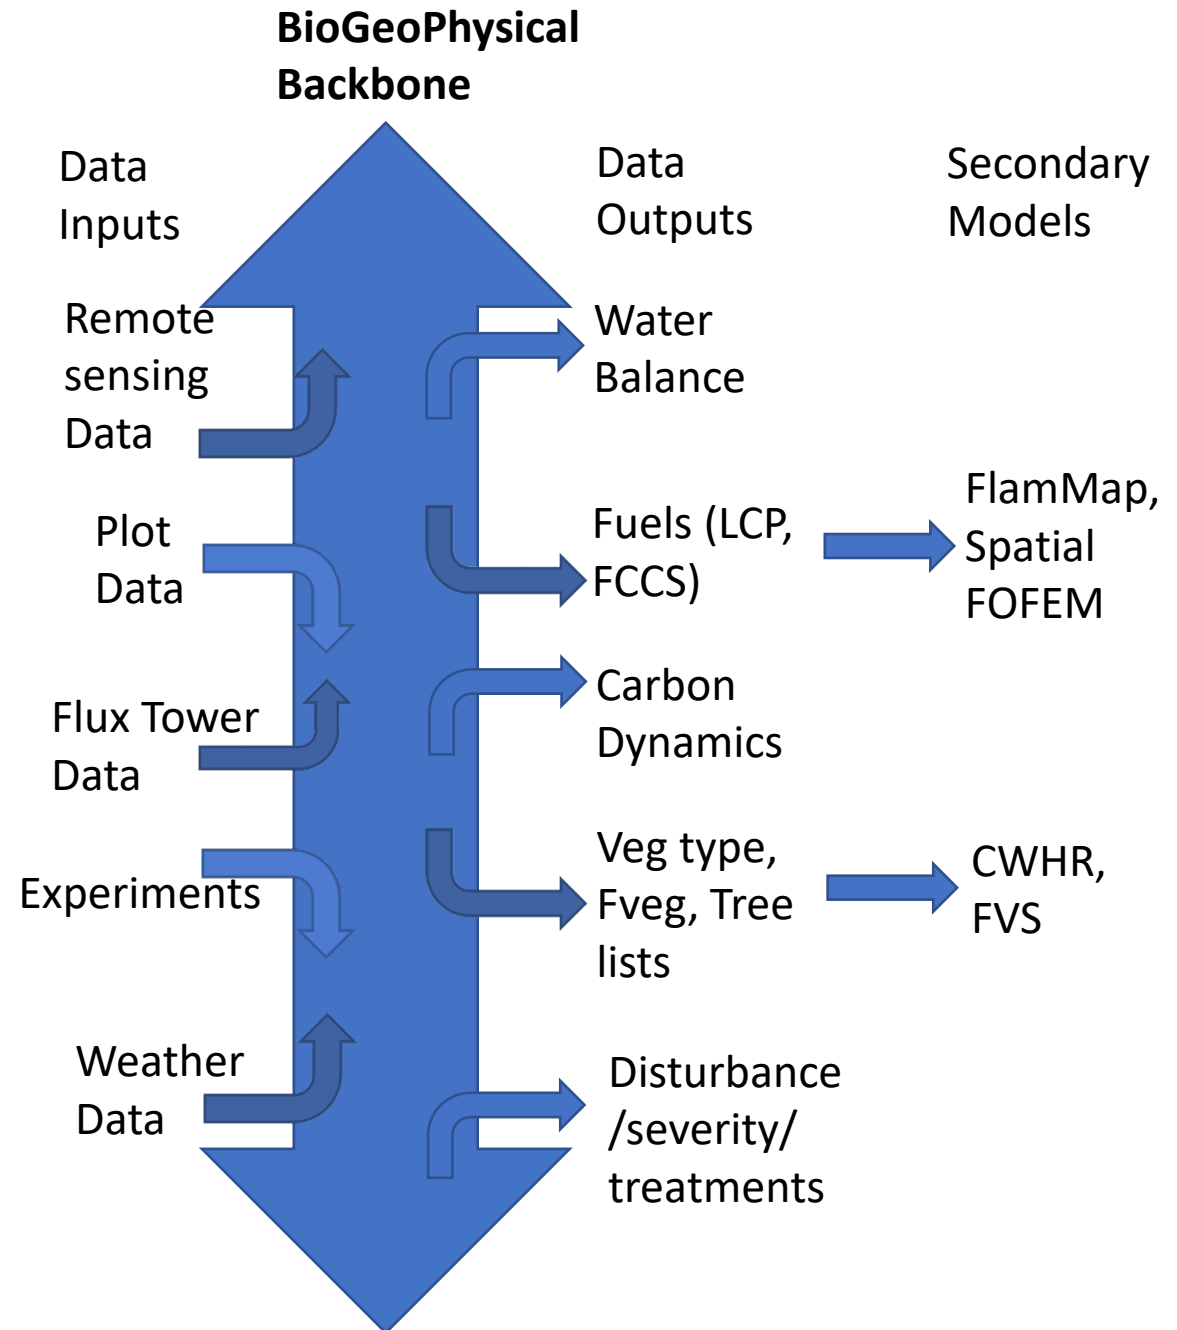 BioGeoPhysical
Backbone
Data
Inputs
Data
Outputs
Secondary
Models
Remote
sensing
Data
Water
Balance
Plot
Data
Fuels (LCP,
FCCS)
FlamMap,
Spatial
FOFEM
Flux Tower
Data
Carbon
Dynamics
Experiments
Veg type,
Fveg, Tree
lists
CWHR,
FVS
Weather
Data
Disturbance
/severity/
treatments